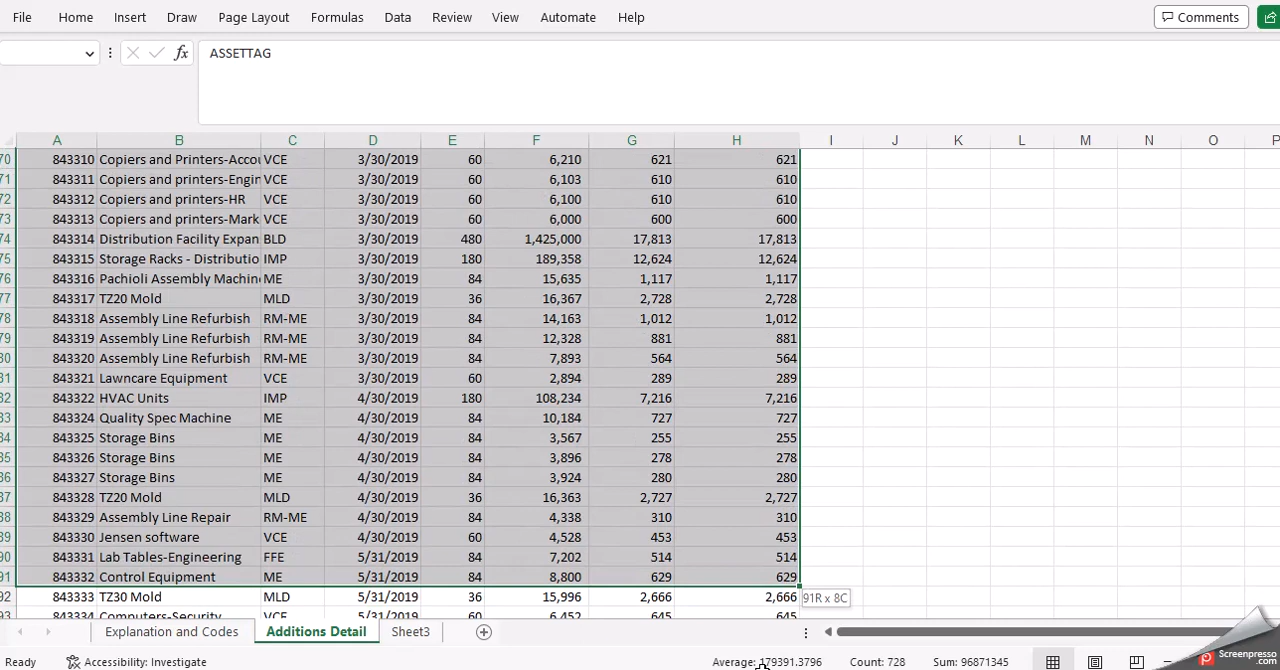 File Home Insert Draw Page Layout Formulas Data Review View Automate Help Comments
fx ASSETTAG
A B C D E F G H I J K L M N O P
70 843310 Copiers and Printers-Accou VCE 3/30/2019 60 6,210 621 621
71 843311 Copiers and printers-Engin VCE 3/30/2019 60 6,103 610 610
72 843312 Copiers and printers-HR VCE 3/30/2019 60 6,100 610 610
73 843313 Copiers and printers-Mark VCE 3/30/2019 60 6,000 600 600
74 843314 Distribution Facility Expan BLD 3/30/2019 480 1,425,000 17,813 17,813
75 843315 Storage Racks - Distributio IMP 3/30/2019 180 189,358 12,624 12,624
76 843316 Pachioli Assembly Machin ME 3/30/2019 84 15,635 1,117 1,117
77 843317 TZ20 Mold MLD 3/30/2019 36 16,367 2,728 2,728
78 843318 Assembly Line Refurbish RM-ME 3/30/2019 84 14,163 1,012 1,012
79 843319 Assembly Line Refurbish RM-ME 3/30/2019 84 12,328 881 881
80 843320 Assembly Line Refurbish RM-ME 3/30/2019 84 7,893 564 564
81 843321 Lawncare Equipment VCE 3/30/2019 60 2,894 289 289
82 843322 HVAC Units IMP 4/30/2019 180 108,234 7,216 7,216
83 843324 Quality Spec Machine ME 4/30/2019 84 10,184 727 727
84 843325 Storage Bins ME 4/30/2019 84 3,567 255 255
85 843326 Storage Bins ME 4/30/2019 84 3,896 278 278
86 843327 Storage Bins ME 4/30/2019 84 3,924 280 280
87 843328 TZ20 Mold MLD 4/30/2019 36 16,363 2,727 2,727
88 843329 Assembly Line Repair RM-ME 4/30/2019 84 4,338 310 310
89 843330 Jensen software VCE 4/30/2019 60 4,528 453 453
90 843331 Lab Tables-Engineering FFE 5/31/2019 84 7,202 514 514
91 843332 Control Equipment ME 5/31/2019 84 8,800 629 629
92 843333 TZ30 Mold MLD 5/31/2019 36 15,996 2,666 2,666 91R x 8C
93 843334 Computers-Security VCE 5/31/2019 60 6,452 645 645
Explanation and Codes Additions Detail Sheet3
Ready Accessibility: Investigate Average: 179391.3796 Count: 728 Sum: 96871345
Screenpresso
.com